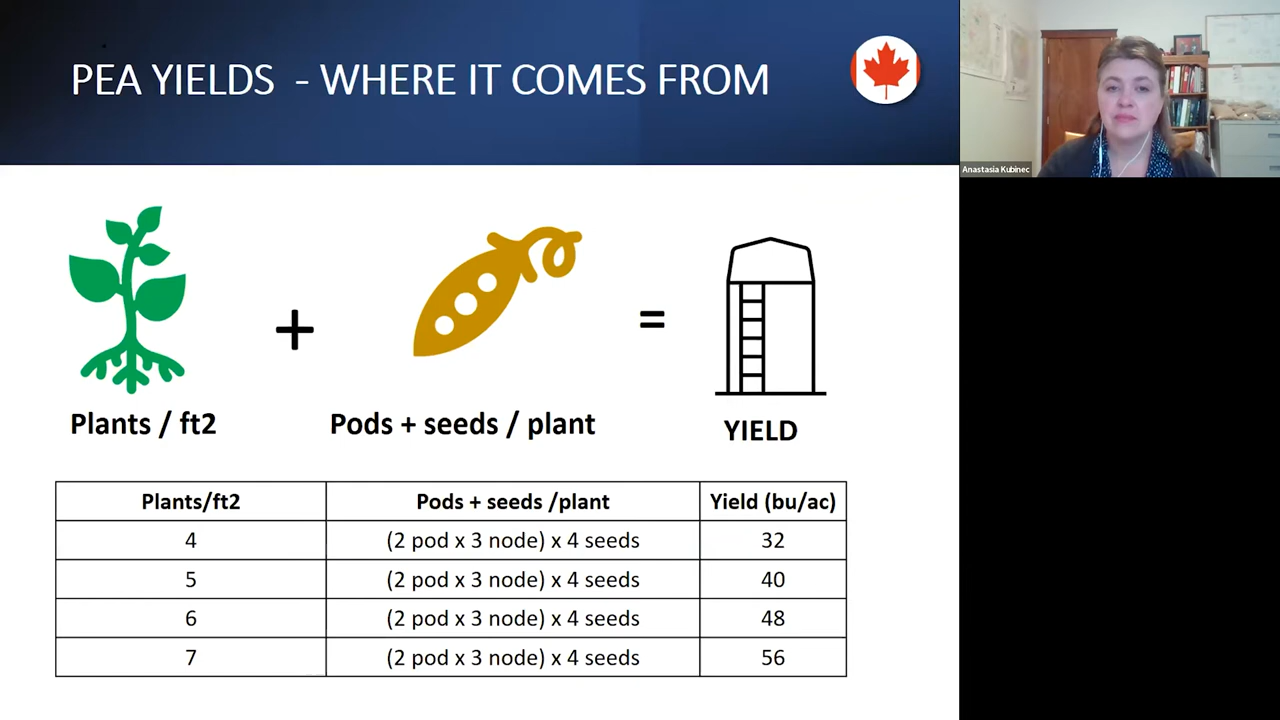 PEA YIELDS - WHERE IT COMES FROM
Anastasia Kubinec
+
=
Plants / ft2
Pods + seeds / plant
YIELD
Plants/ft2 Pods + seeds /plant Yield (bu/ac)
4 (2 pod x 3 node) x 4 seeds 32
5 (2 pod x 3 node) x 4 seeds 40
6 (2 pod x 3 node) x 4 seeds 48
7 (2 pod x 3 node) x 4 seeds 56